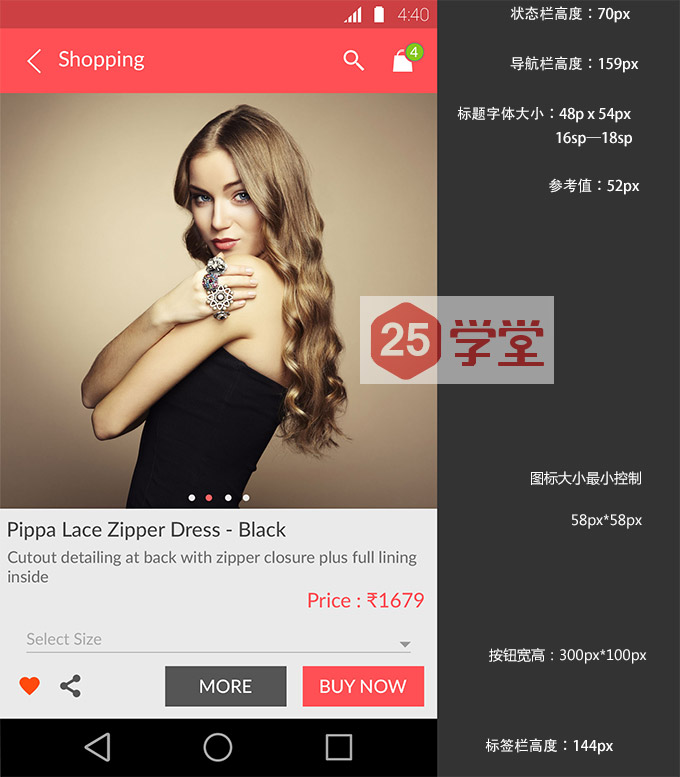 4:40
Shopping
4
Pippa Lace Zipper Dress - Black
Cutout detailing at back with zipper closure plus full lining
inside
Price : ₹1679
Select Size
MORE
BUY NOW
状态栏高度：70px
导航栏高度：159px
标题字体大小：48p x 54px
16sp—18sp
参考值：52px
25学堂
图标大小最小控制
58px*58px
按钮宽高：300px*100px
标签栏高度：144px